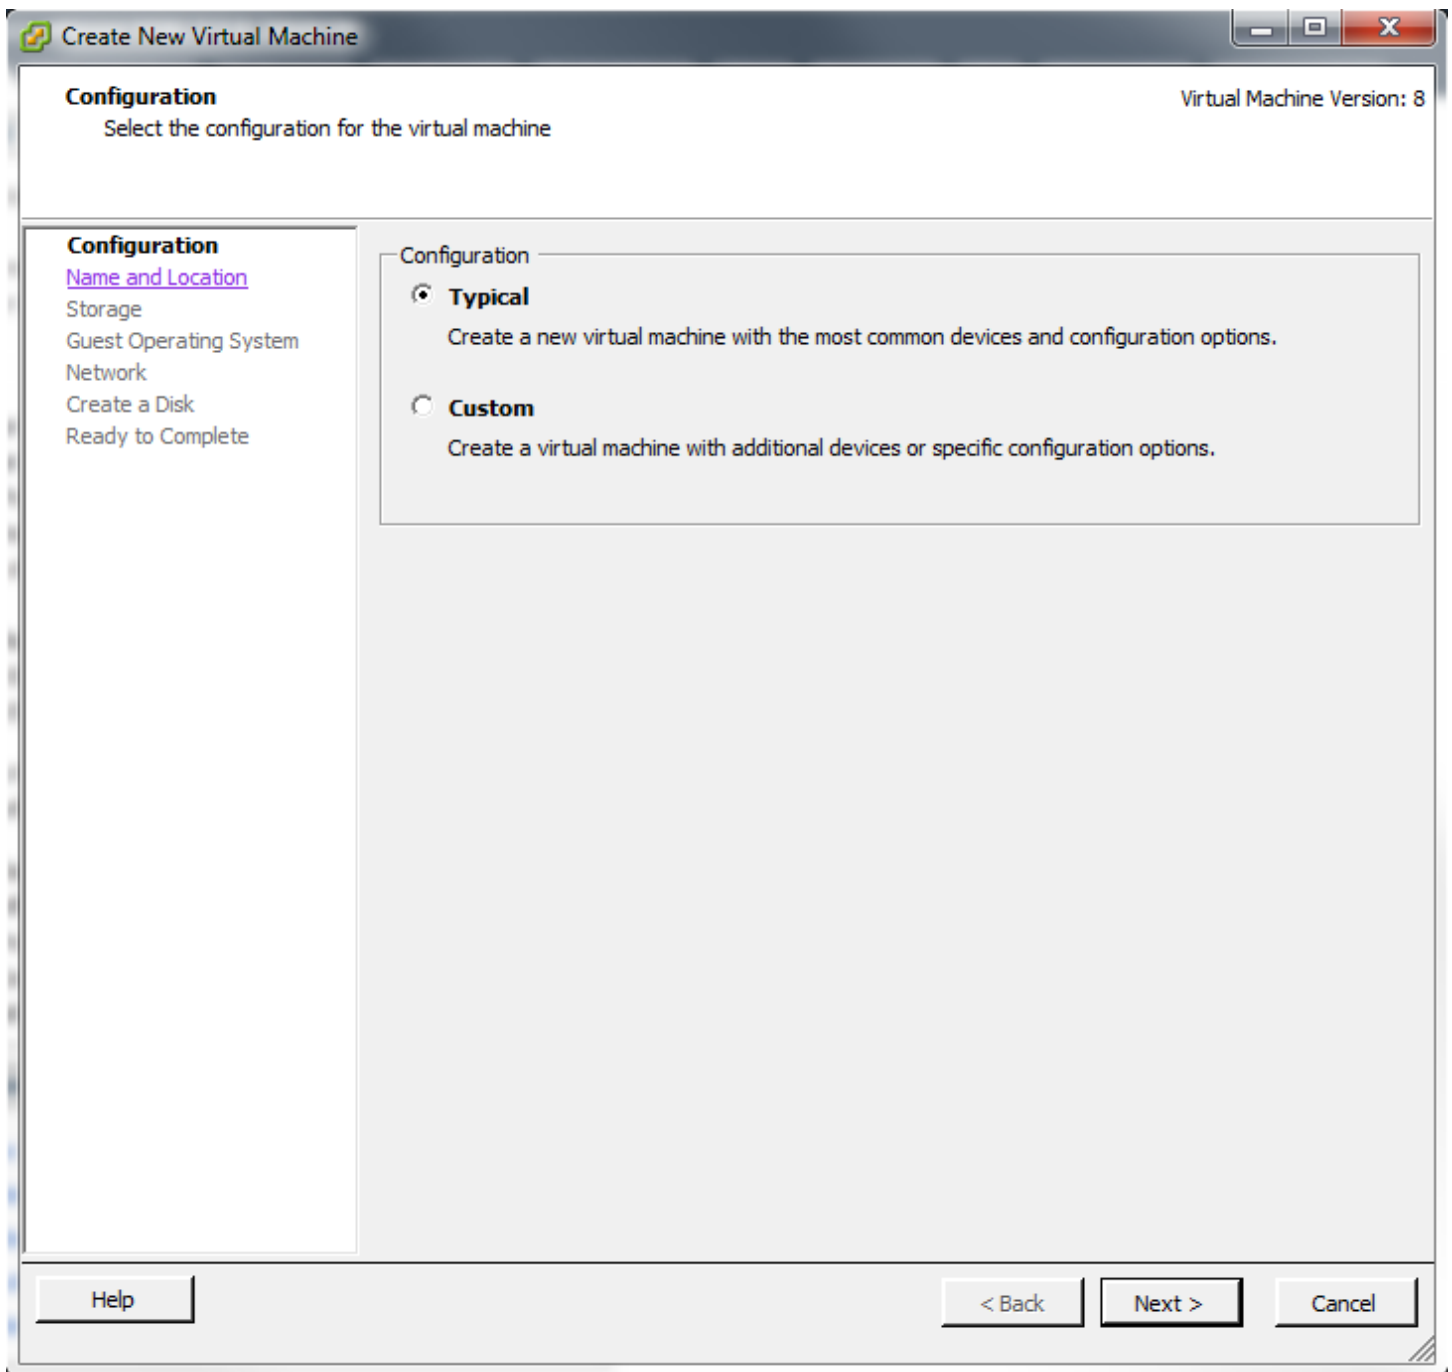 Create New Virtual Machine
Configuration
Virtual Machine Version: 8
Select the configuration for the virtual machine
Configuration
Name and Location
Storage
Guest Operating System
Network
Create a Disk
Ready to Complete
Configuration
Typical
Create a new virtual machine with the most common devices and configuration options.
Custom
Create a virtual machine with additional devices or specific configuration options.
Help
< Back
Next >
Cancel